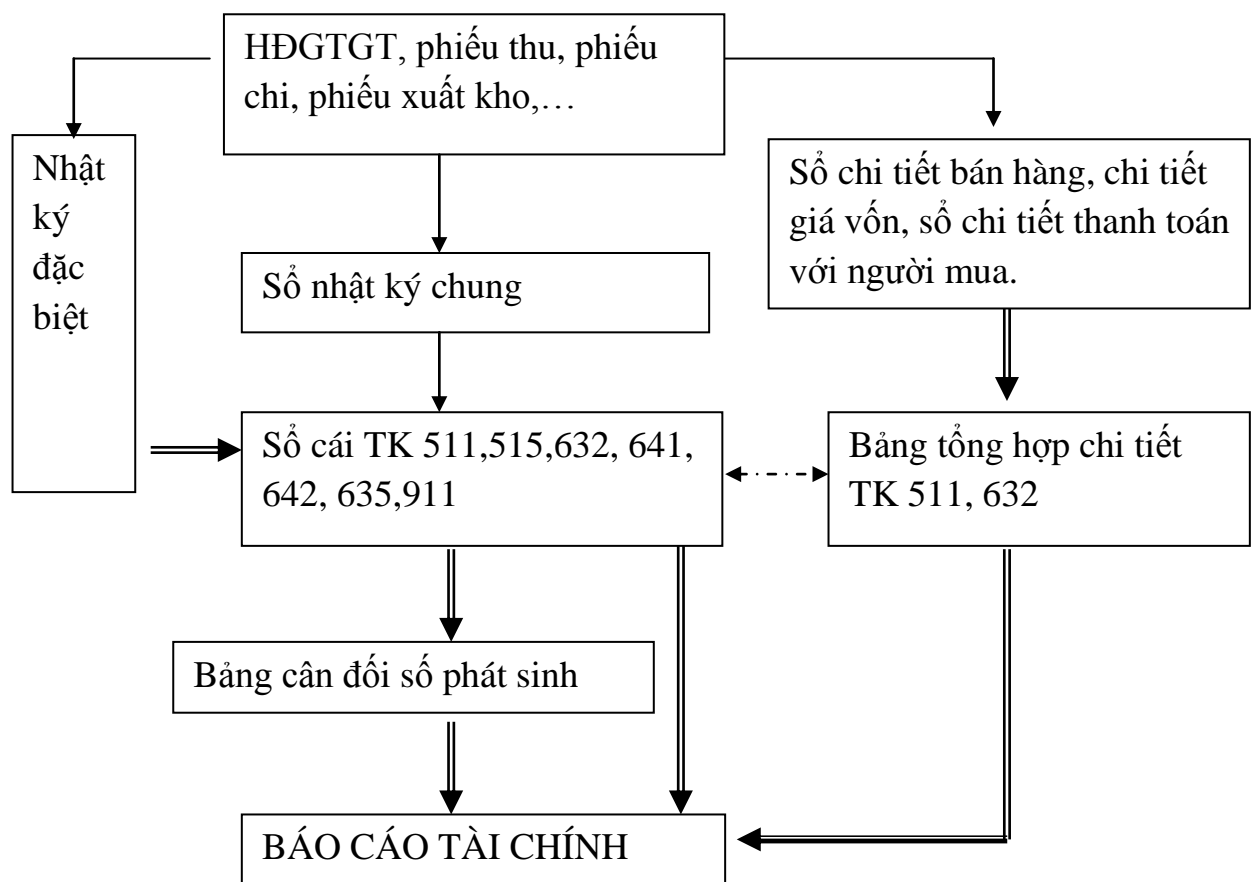 HĐGTGT, phiếu thu, phiếu
chi, phiếu xuất kho,…
Nhật
ký
đặc
biệt
Sổ chi tiết bán hàng, chi tiết
giá vốn, sổ chi tiết thanh toán
với người mua.
Sổ nhật ký chung
Sổ cái TK 511,515,632, 641,
642, 635,911
Bảng tổng hợp chi tiết
TK 511, 632
Bảng cân đối số phát sinh
BÁO CÁO TÀI CHÍNH